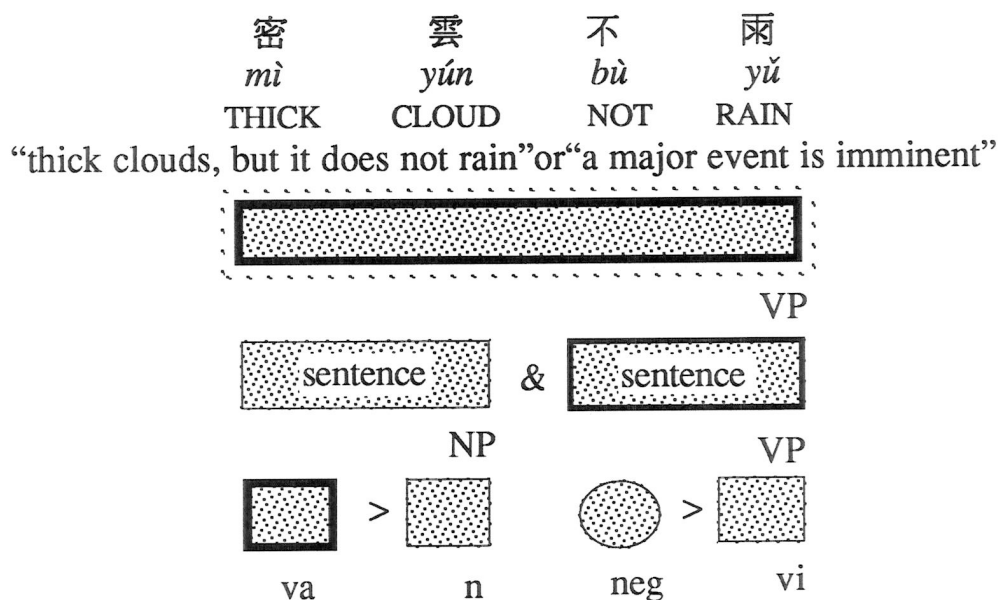 密 雲 不 雨
mì yún bù yǔ
THICK CLOUD NOT RAIN
“thick clouds, but it does not rain”or“a major event is imminent”
VP
sentence & sentence
NP VP
> >
va n neg vi